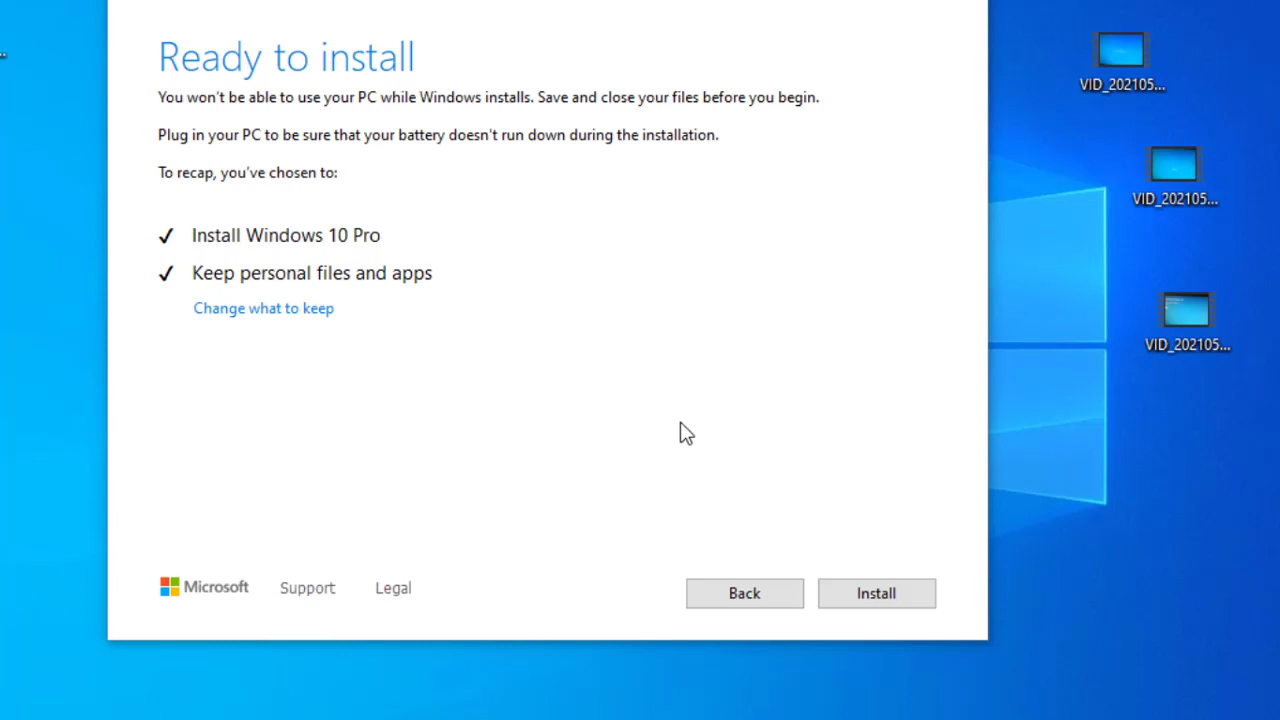 Ready to install
You won't be able to use your PC while Windows installs. Save and close your files before you begin.
Plug in your PC to be sure that your battery doesn't run down during the installation.
To recap, you've chosen to:
Install Windows 10 Pro
Keep personal files and apps
Change what to keep
Microsoft
Support
Legal
Back
Install
VID_202105...
VID_202105...
VID_202105...